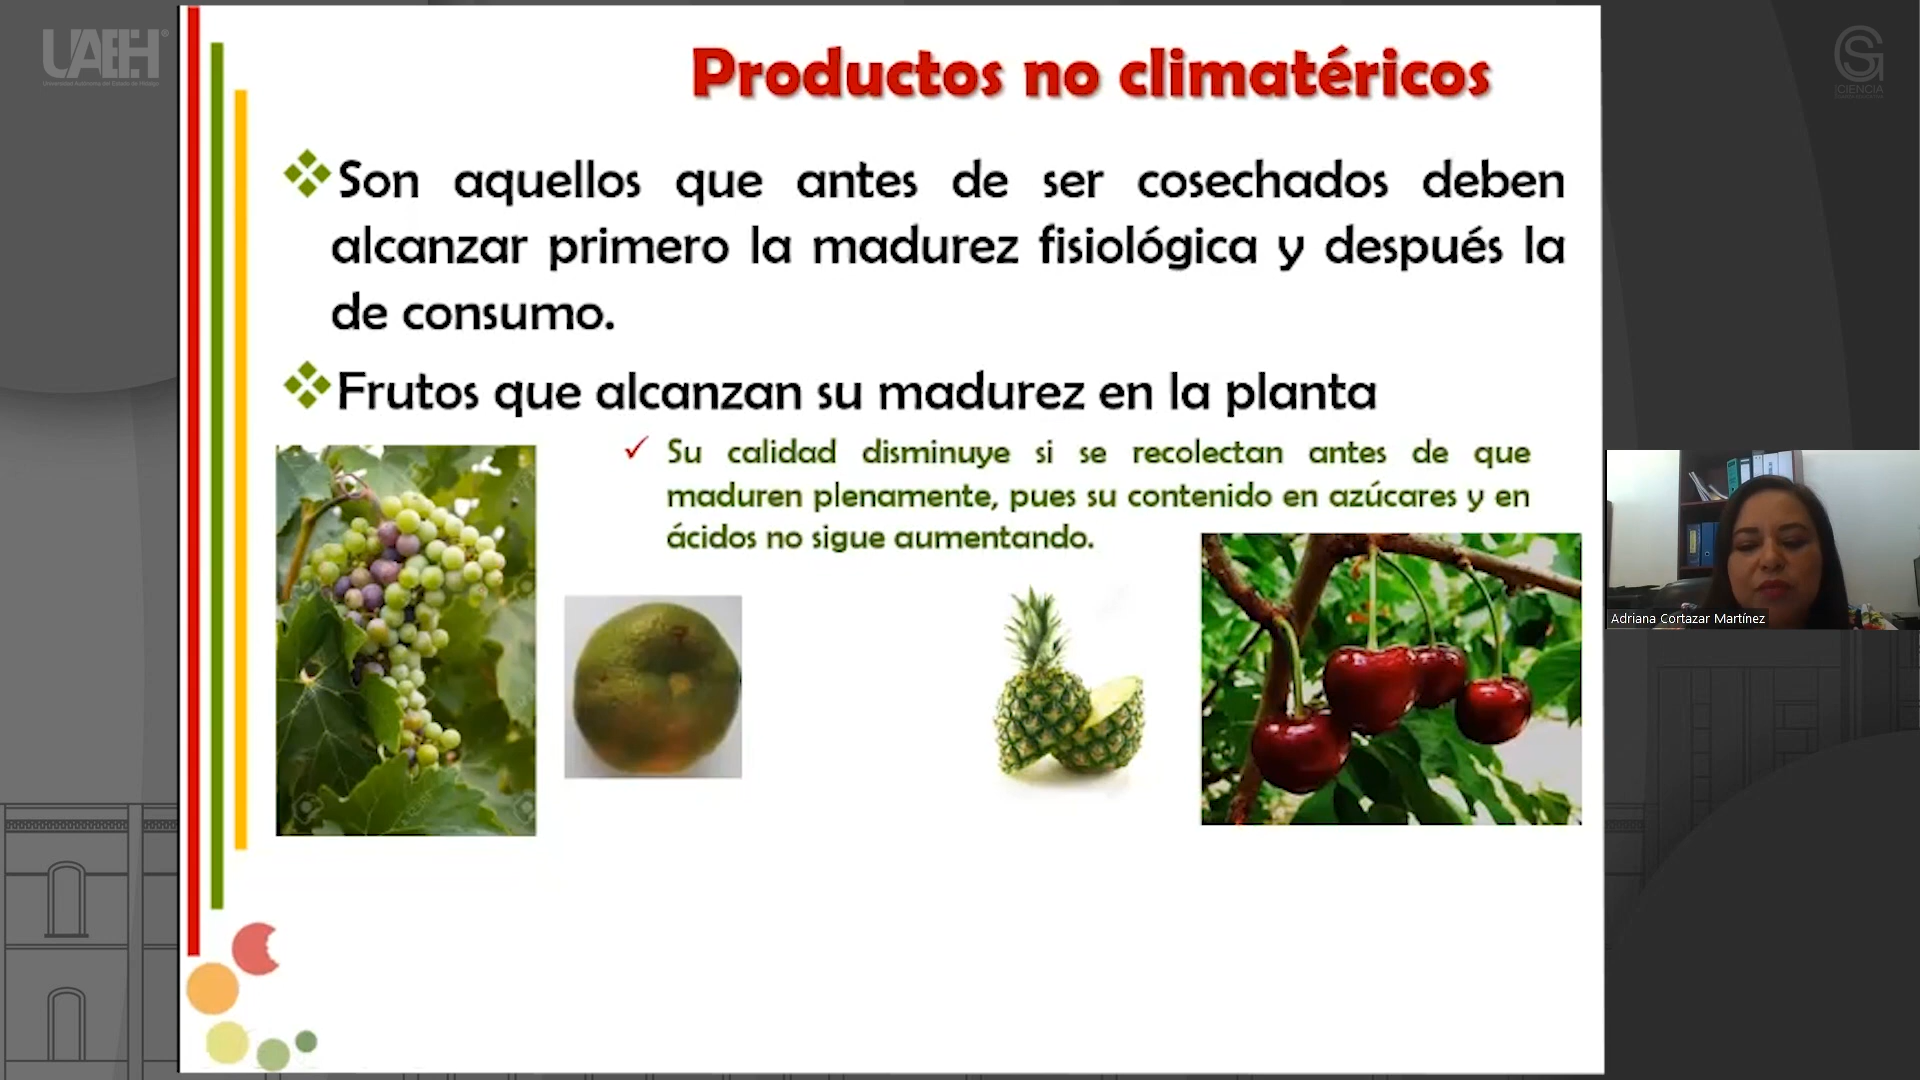 UAEH
Productos no climatéricos
Son aquellos que antes de ser cosechados deben
alcanzar primero la madurez fisiológica y después la
de consumo.
Frutos que alcanzan su madurez en la planta
Su calidad disminuye si se recolectan antes de que
maduren plenamente, pues su contenido en azúcares y en
ácidos no sigue aumentando.
Adriana Cortazar Martínez
CIENCIA